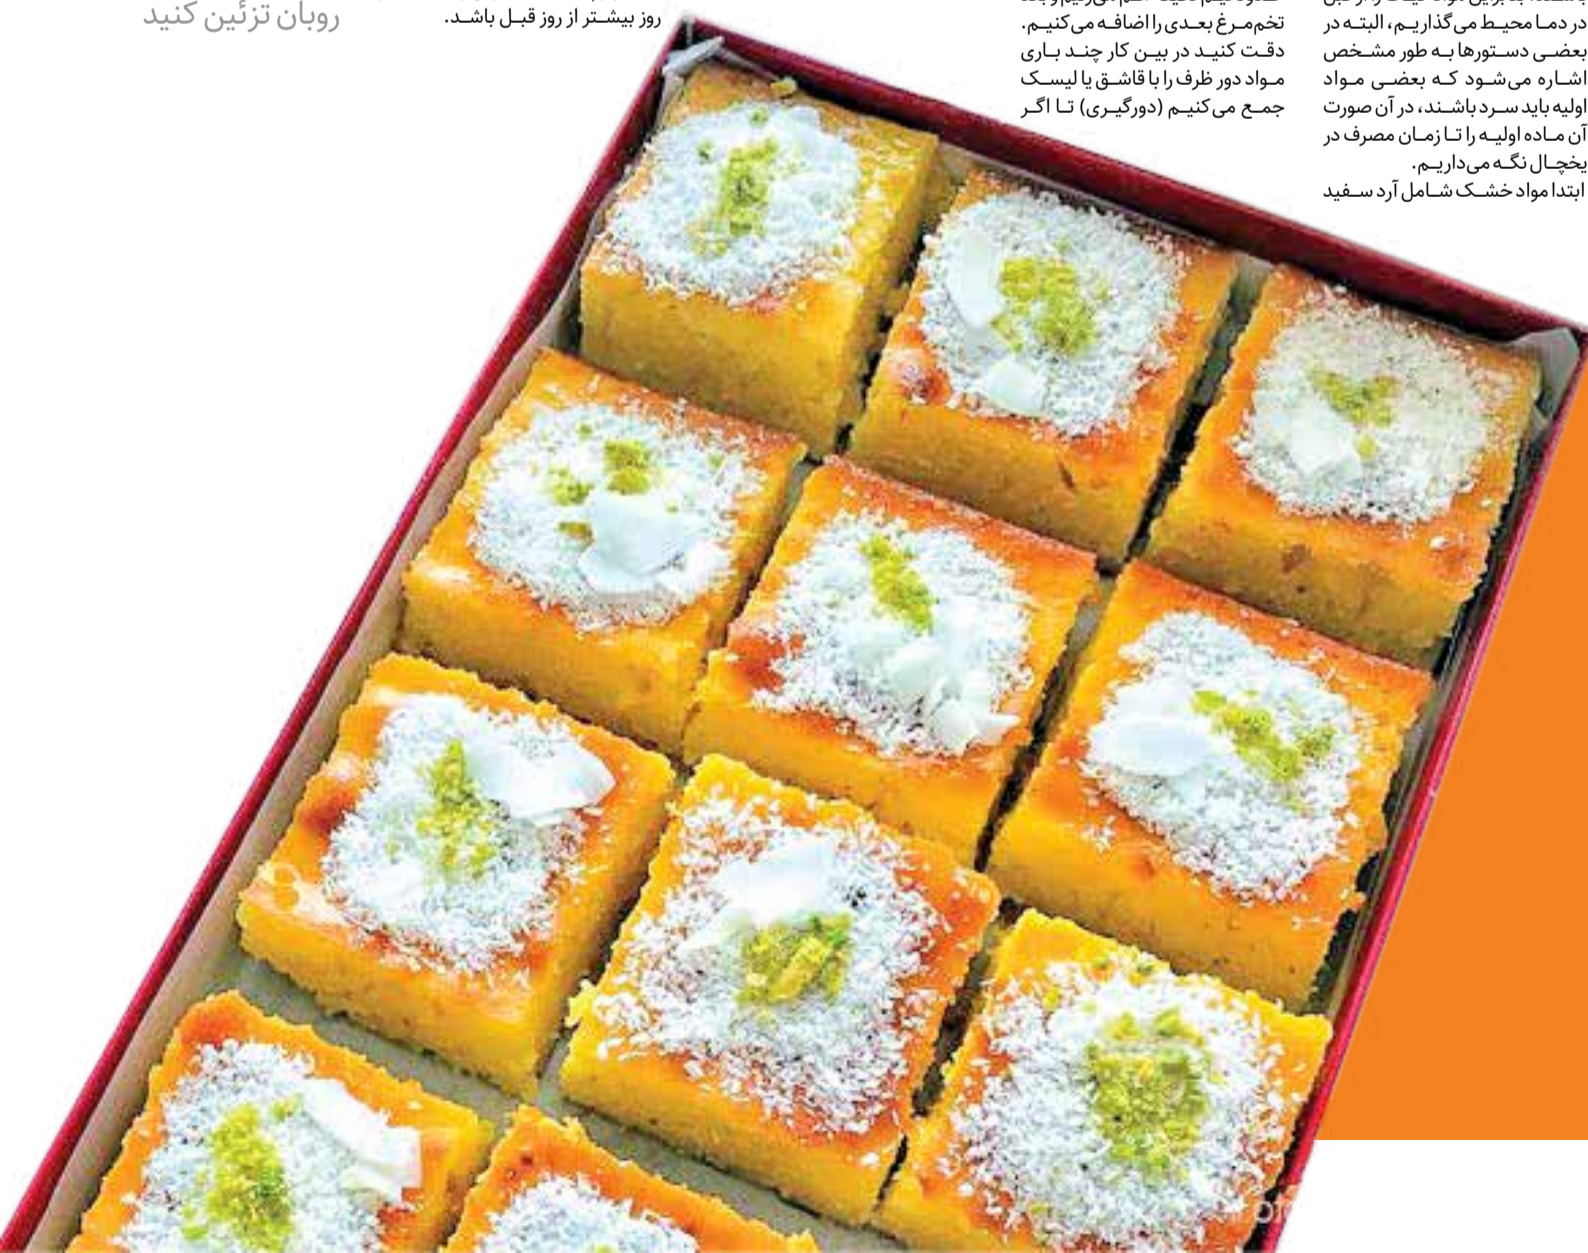 در دما محیط می‌گذاریم، البته در
بعضی دستورها به طور مشخص
اشاره می‌شود که بعضی مواد
اولیه باید سرد باشند، در آن صورت
آن ماده اولیه را تا زمان مصرف در
یخچال نگه می‌داریم.
ابتدا مواد خشک شامل آرد سفید
تخم‌مرغ بعدی را اضافه می‌کنیم.
دقت کنید در بین کار چند باری
مواد دور ظرف را با قاشق یا لیسک
جمع می‌کنیم (دورگیری) تا اگر
روز بیشتر از روز قبل باشد.
روبان تزئین کنید